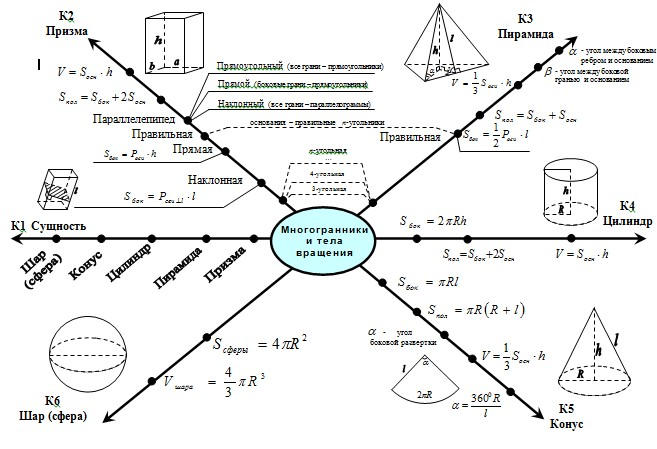 К2
Призма
h
b
a
V = Sосн · h
Sпол = Sбок + 2Sосн
Параллелепипед
Правильная
Прямая
Наклонная
Sбок = Pосн · h
Sбок = Pосн⊥l · l
l
Прямоугольный (все грани – прямоугольники)
Прямой (боковые грани – прямоугольники)
Наклонный (все грани – параллелограммы)
основания – правильные n-угольники
n-угольная
...
4-угольная
3-угольная
К3
Пирамида
h
l
α - угол между боковым
ребром и основанием
β - угол между боковой
гранью и основанием
V = 1/3 Sосн · h
Sпол = Sбок + Sосн
Правильная
Sбок = 1/2 Pосн · l
К1 Сущность
Шар
(сфера)
Конус
Цилиндр
Пирамида
Призма
Многогранники
и тела
вращения
К4
Цилиндр
h
R
Sбок = 2πRh
Sпол = Sбок + 2Sосн
V = Sосн · h
Sбок = πRl
Sпол = πR(R + l)
V = 1/3 Sосн · h
α - угол
боковой развертки
l
α
2πR
α = 360⁰R / l
h
l
R
К5
Конус
Sсферы = 4πR²
Vшара = 4/3 πR³
К6
Шар (сфера)